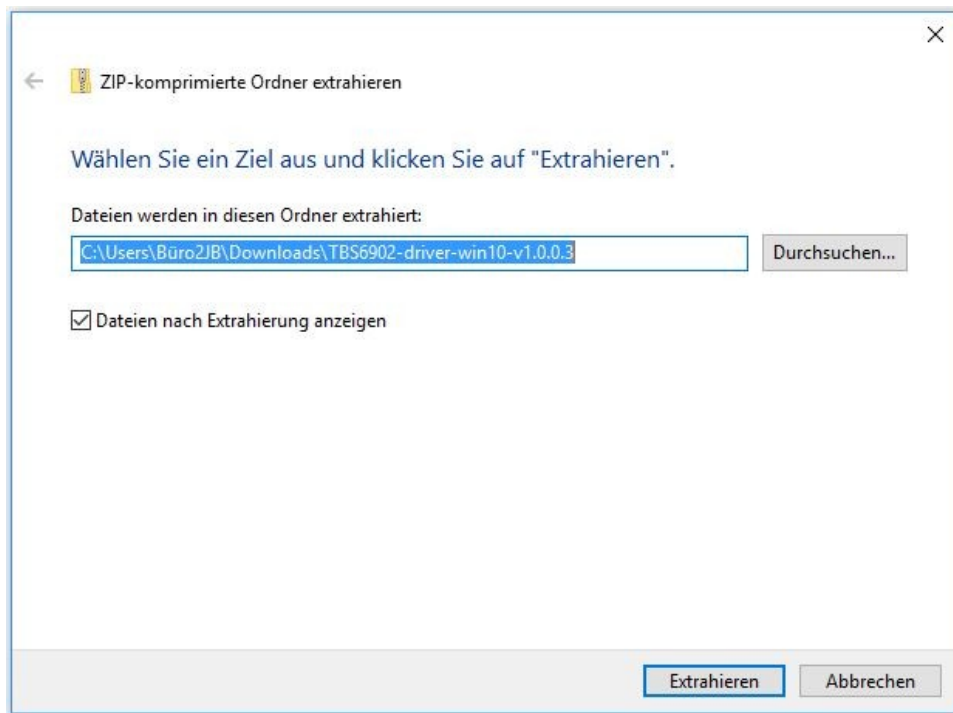 ZIP-komprimierte Ordner extrahieren
Wählen Sie ein Ziel aus und klicken Sie auf "Extrahieren".
Dateien werden in diesen Ordner extrahiert:
C:\Users\Büro2JB\Downloads\TBS6902-driver-win10-v1.0.0.3
Durchsuchen...
Dateien nach Extrahierung anzeigen
Extrahieren
Abbrechen